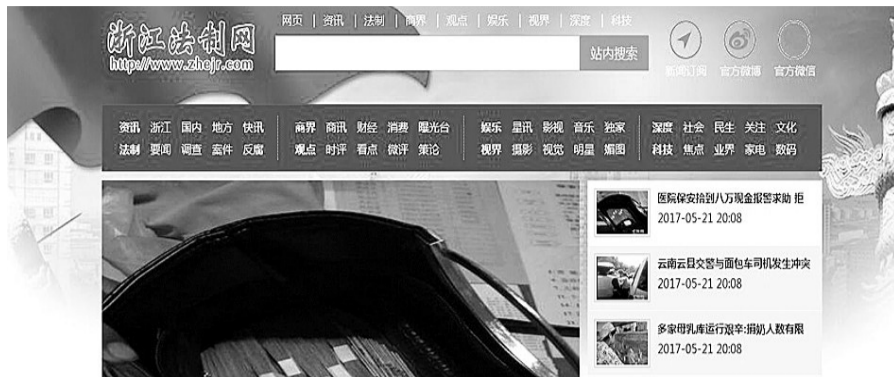 网页 | 资讯 | 法制 | 商界 | 观点 | 娱乐 | 视界 | 深度 | 科技
浙江法制网
http://www.zhejr.com
站内搜索
新闻订阅 官方微博 官方微信
资讯 浙江 国内 地方 快讯 商界 商讯 财经 消费 曝光台 娱乐 星讯 影视 音乐 独家 深度 社会 民生 关注 文化
法制 要闻 调查 案件 反腐 观点 时评 看点 微评 策论 视界 摄影 视觉 明星 媚图 科技 焦点 业界 家电 数码
医院保安拾到八万现金报警求助 拒
2017-05-21 20:08
云南云县交警与面包车司机发生冲突
2017-05-21 20:08
多家母乳库运行艰辛:捐奶人数有限
2017-05-21 20:08